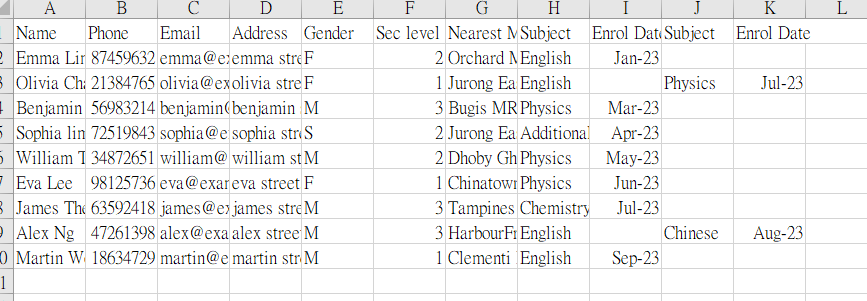 A B C D E F G H I J K L
Name Phone Email Address Gender Sec level Nearest M Subject Enrol Date Subject Enrol Date
2 Emma Lin 87459632 emma@ex emma stre F 2 Orchard M English Jan-23
3 Olivia Cha 21384765 olivia@ex olivia stre F 1 Jurong Ea English Physics Jul-23
Benjamin 56983214 benjamin@ benjamin M 3 Bugis MR Physics Mar-23
5 Sophia lin 72519843 sophia@e sophia str S 2 Jurong Ea Additional Apr-23
6 William T 34872651 william@ william st M 2 Dhoby Gh Physics May-23
7 Eva Lee 98125736 eva@exar eva street F 1 Chinatown Physics Jun-23
8 James The 63592418 james@ex james stre M 3 Tampines Chemistry Jul-23
9 Alex Ng 47261398 alex@exa alex stree M 3 HarbourFr English Chinese Aug-23
0 Martin W 18634729 martin@e martin str M 1 Clementi English Sep-23
1